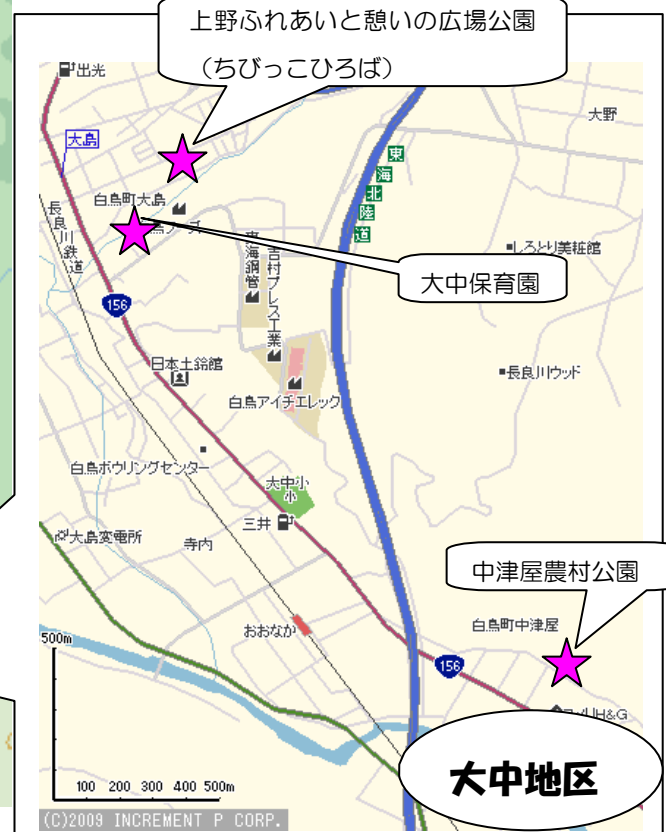 上野ふれあいと憩いの広場公園
（ちびっこひろば）
出光
大野
大島
東海北陸道
白鳥町大島
長良川鉄道
しろとり美粧館
大中保育園
東海鋼管
吉村プレス工業
156
日本土鈴館
長良川ウッド
白鳥アイチエレック
白鳥ボウリングセンター
大中小
小
三井
大島変電所
寺内
中津屋農村公園
おおなか
白鳥町中津屋
500m
156
H&G
大中地区
100 200 300 400 500m
(C)2009 INCREMENT P CORP.